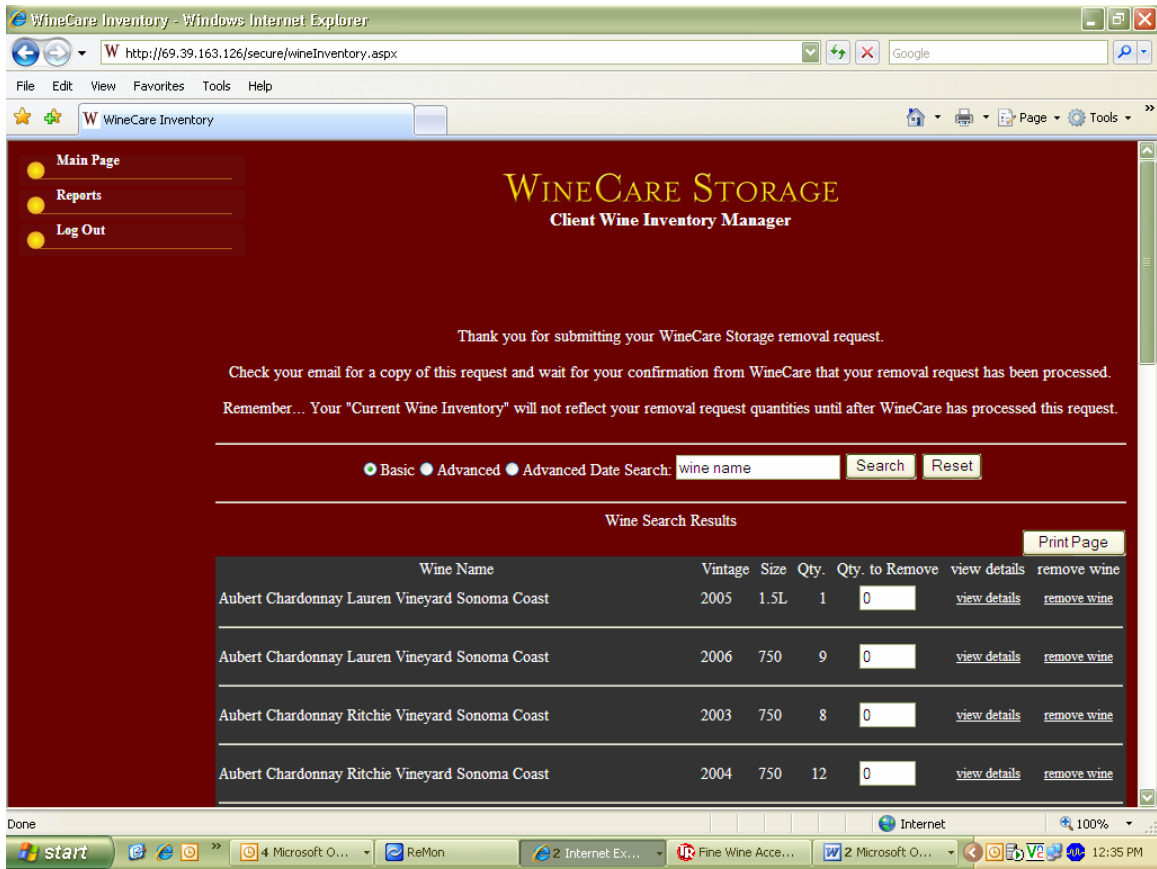 WineCare Inventory - Windows Internet Explorer
W http://69.39.163.126/secure/wineInventory.aspx Google
File Edit View Favorites Tools Help
W WineCare Inventory Page Tools »
Main Page
Reports
Log Out
WINECARE STORAGE
Client Wine Inventory Manager
Thank you for submitting your WineCare Storage removal request.
Check your email for a copy of this request and wait for your confirmation from WineCare that your removal request has been processed.
Remember... Your "Current Wine Inventory" will not reflect your removal request quantities until after WineCare has processed this request.
Basic Advanced Advanced Date Search: wine name Search Reset
Wine Search Results
Print Page
Wine Name Vintage Size Qty. Qty. to Remove view details remove wine
Aubert Chardonnay Lauren Vineyard Sonoma Coast 2005 1.5L 1 0 view details remove wine
Aubert Chardonnay Lauren Vineyard Sonoma Coast 2006 750 9 0 view details remove wine
Aubert Chardonnay Ritchie Vineyard Sonoma Coast 2003 750 8 0 view details remove wine
Aubert Chardonnay Ritchie Vineyard Sonoma Coast 2004 750 12 0 view details remove wine
Done Internet 100%
start » 4 Microsoft O... ReMon 2 Internet Ex... Fine Wine Acce... W 2 Microsoft O... 12:35 PM